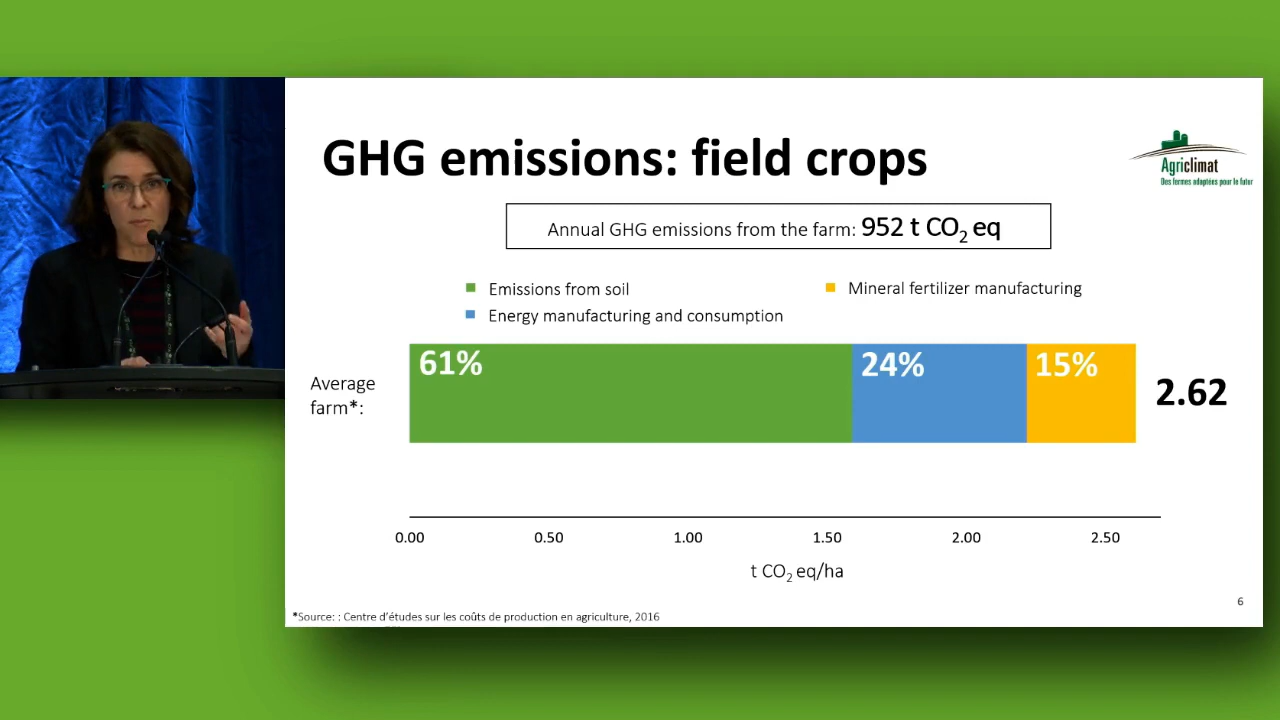 GHG emissions: field crops
Agriclimat
Des fermes adaptées pour le futur
Annual GHG emissions from the farm: 952 t CO₂ eq
Emissions from soil
Mineral fertilizer manufacturing
Energy manufacturing and consumption
61%
24%
15%
2.62
Average
farm*:
0.00 0.50 1.00 1.50 2.00 2.50
t CO₂ eq/ha
6
*Source: : Centre d'études sur les coûts de production en agriculture, 2016